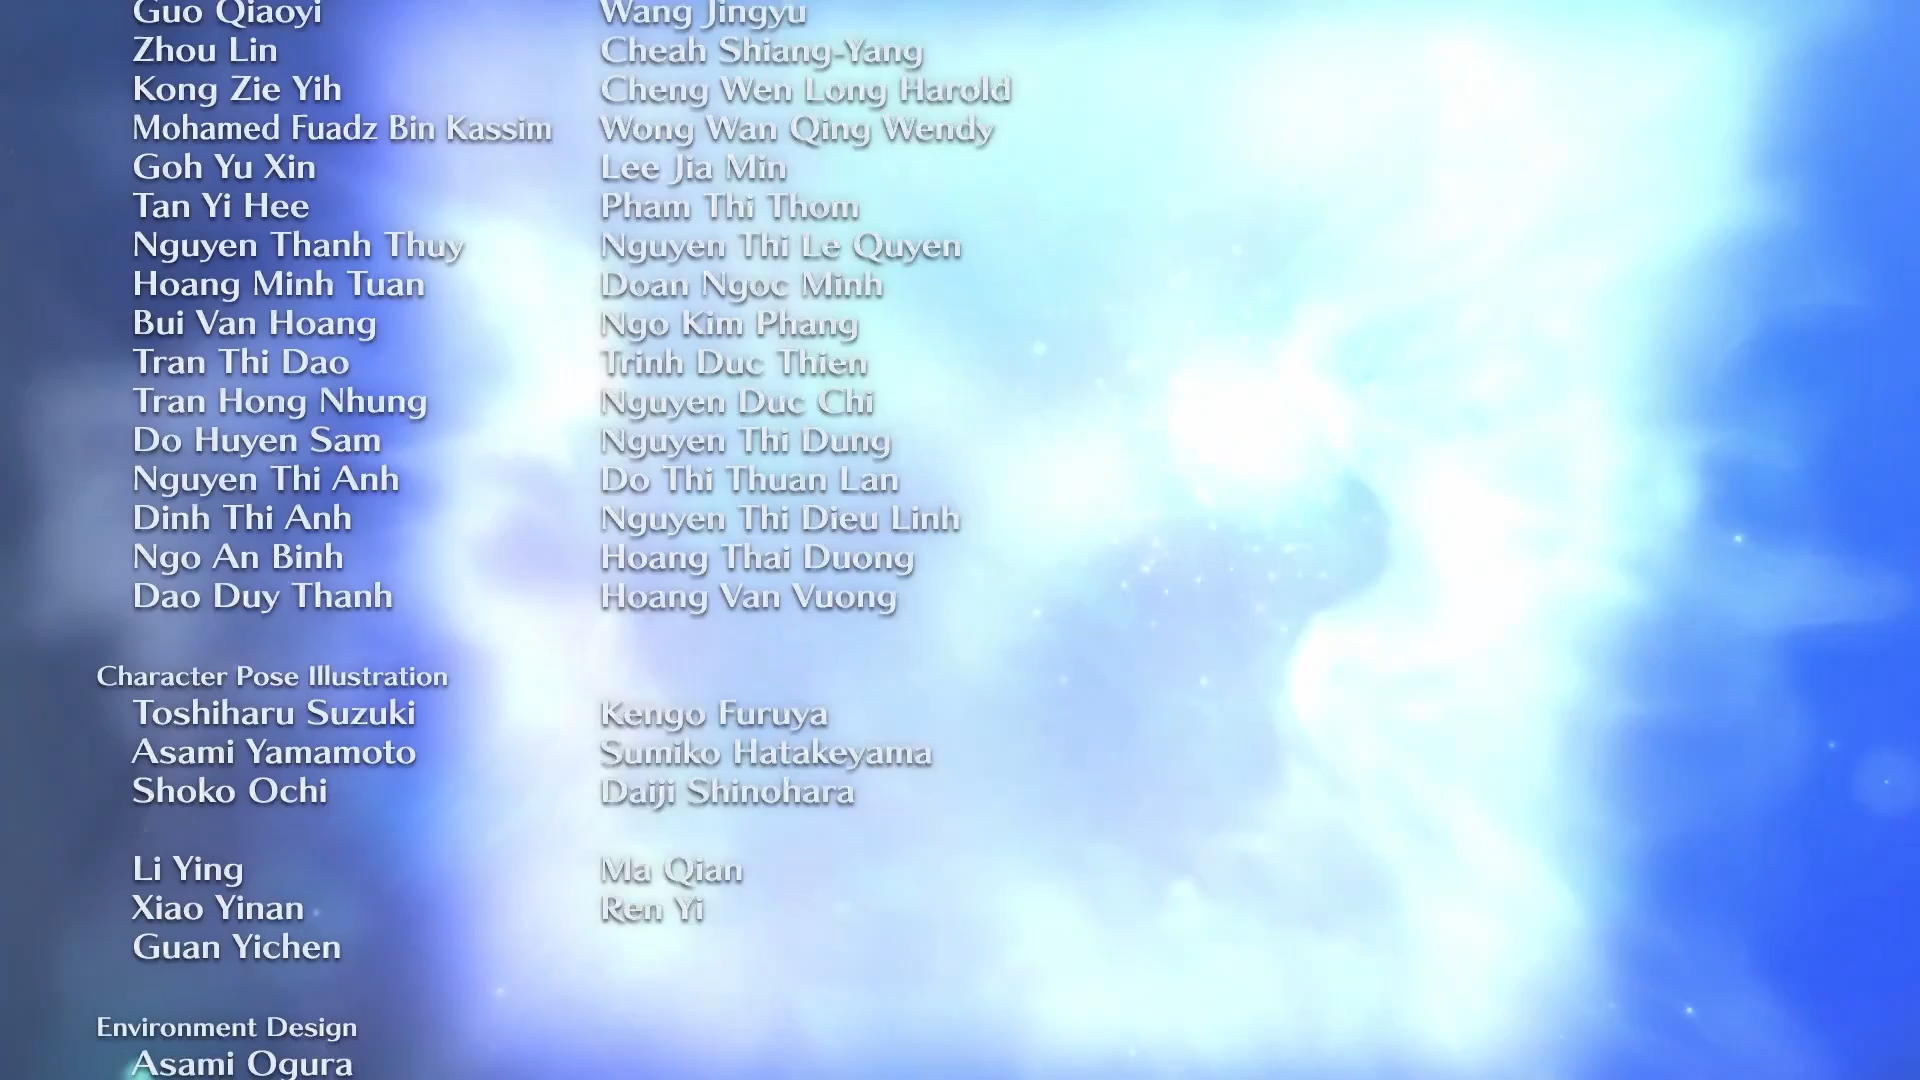 Guo Qiaoyi Wang Jingyu
Zhou Lin Cheah Shiang-Yang
Kong Zie Yih Cheng Wen Long Harold
Mohamed Fuadz Bin Kassim Wong Wan Qing Wendy
Goh Yu Xin Lee Jia Min
Tan Yi Hee Pham Thi Thom
Nguyen Thanh Thuy Nguyen Thi Le Quyen
Hoang Minh Tuan Doan Ngoc Minh
Bui Van Hoang Ngo Kim Phang
Tran Thi Dao Trinh Duc Thien
Tran Hong Nhung Nguyen Duc Chi
Do Huyen Sam Nguyen Thi Dung
Nguyen Thi Anh Do Thi Thuan Lan
Dinh Thi Anh Nguyen Thi Dieu Linh
Ngo An Binh Hoang Thai Duong
Dao Duy Thanh Hoang Van Vuong
Character Pose Illustration
Toshiharu Suzuki Kengo Furuya
Asami Yamamoto Sumiko Hatakeyama
Shoko Ochi Daiji Shinohara
Li Ying Ma Qian
Xiao Yinan Ren Yi
Guan Yichen
Environment Design
Asami Ogura